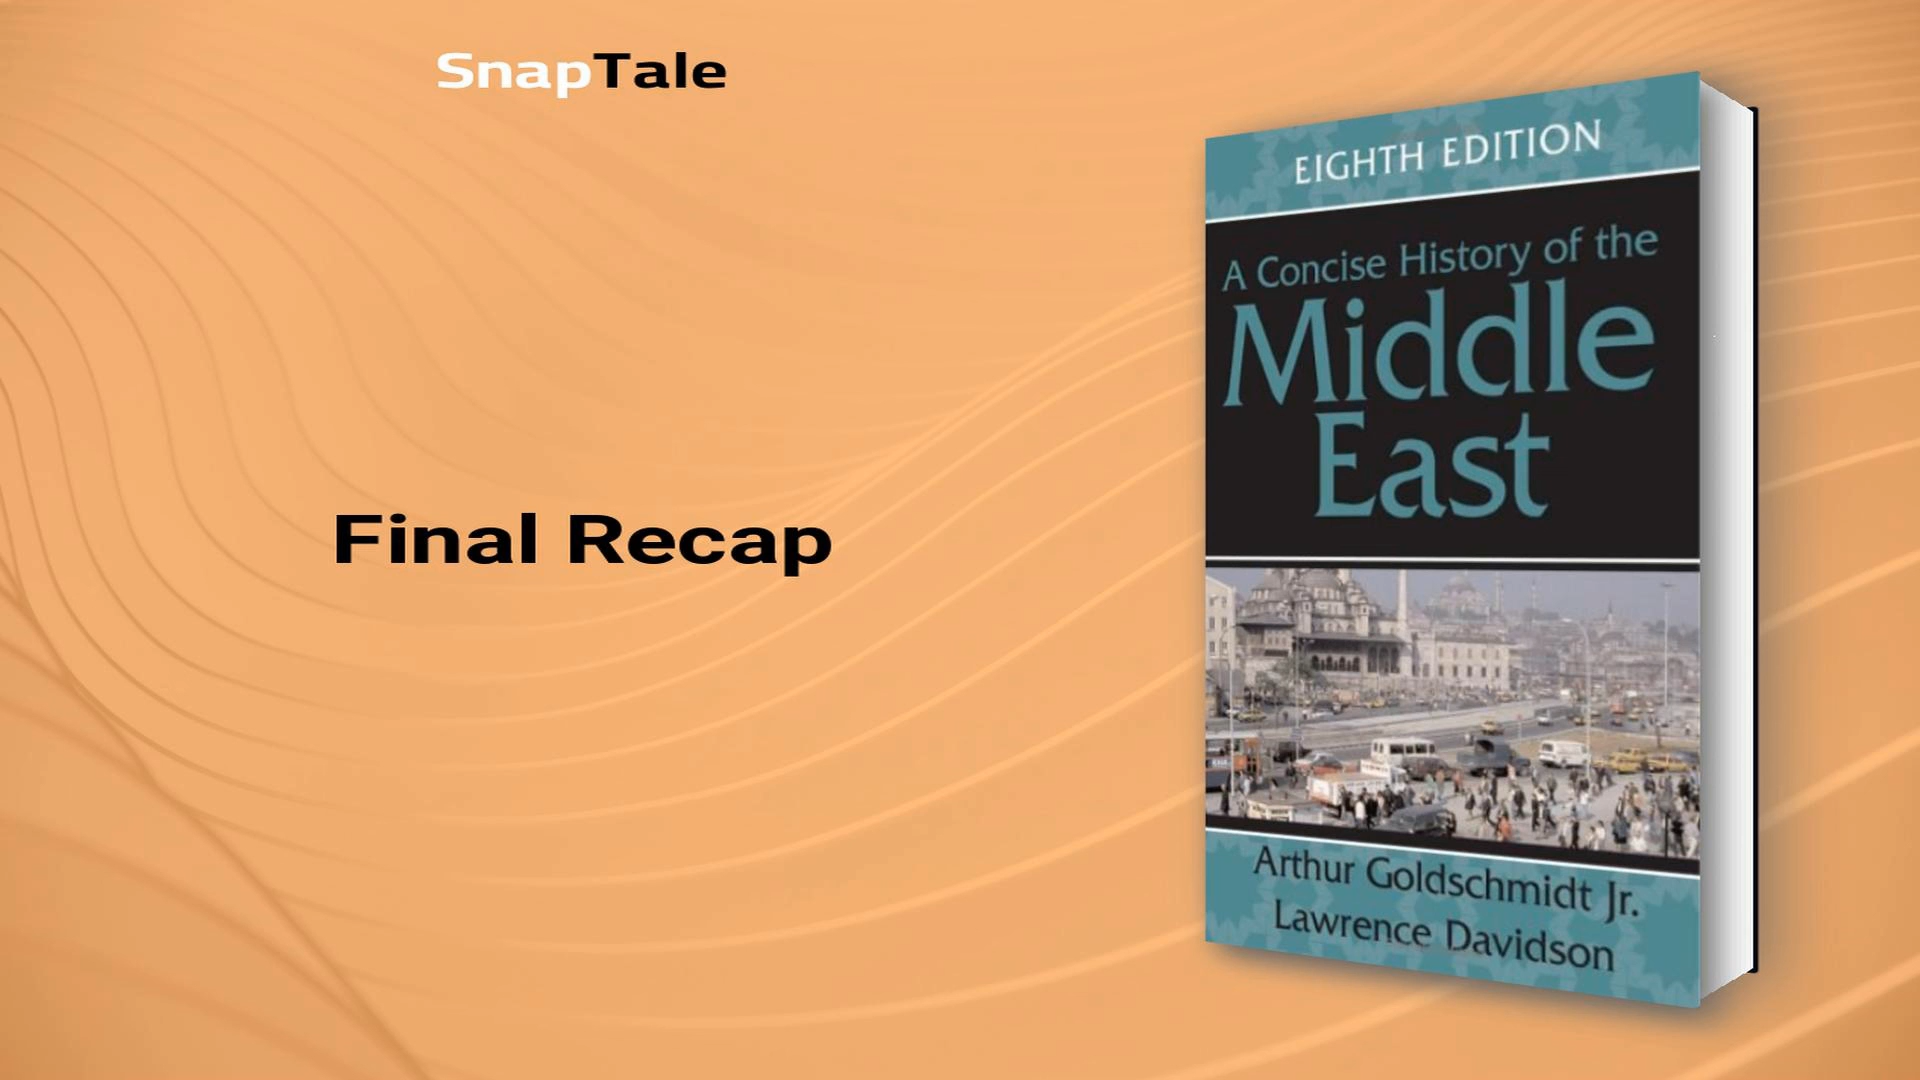 SnapTale
Final Recap
EIGHTH EDITION
A Concise History of the
Middle
East
Arthur Goldschmidt Jr.
Lawrence Davidson